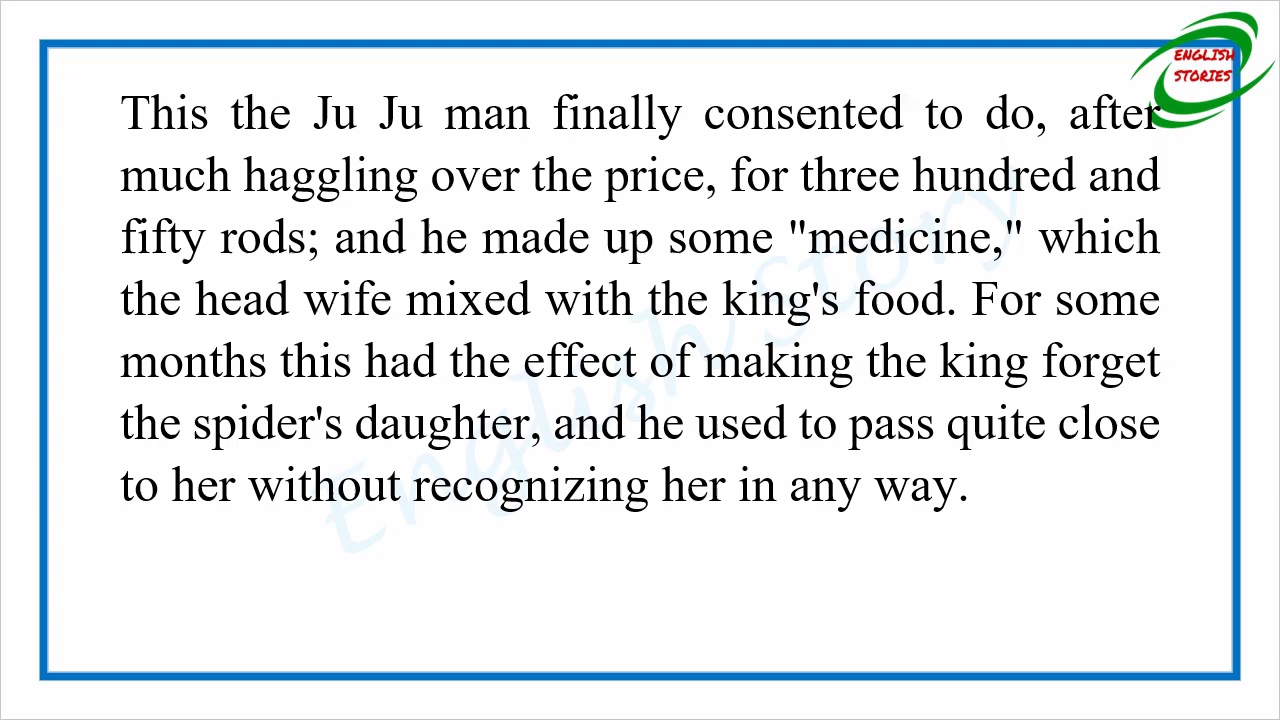 ENGLISH
STORIES
This the Ju Ju man finally consented to do, after
much haggling over the price, for three hundred and
fifty rods; and he made up some "medicine," which
the head wife mixed with the king's food. For some
months this had the effect of making the king forget
the spider's daughter, and he used to pass quite close
to her without recognizing her in any way.
English Story